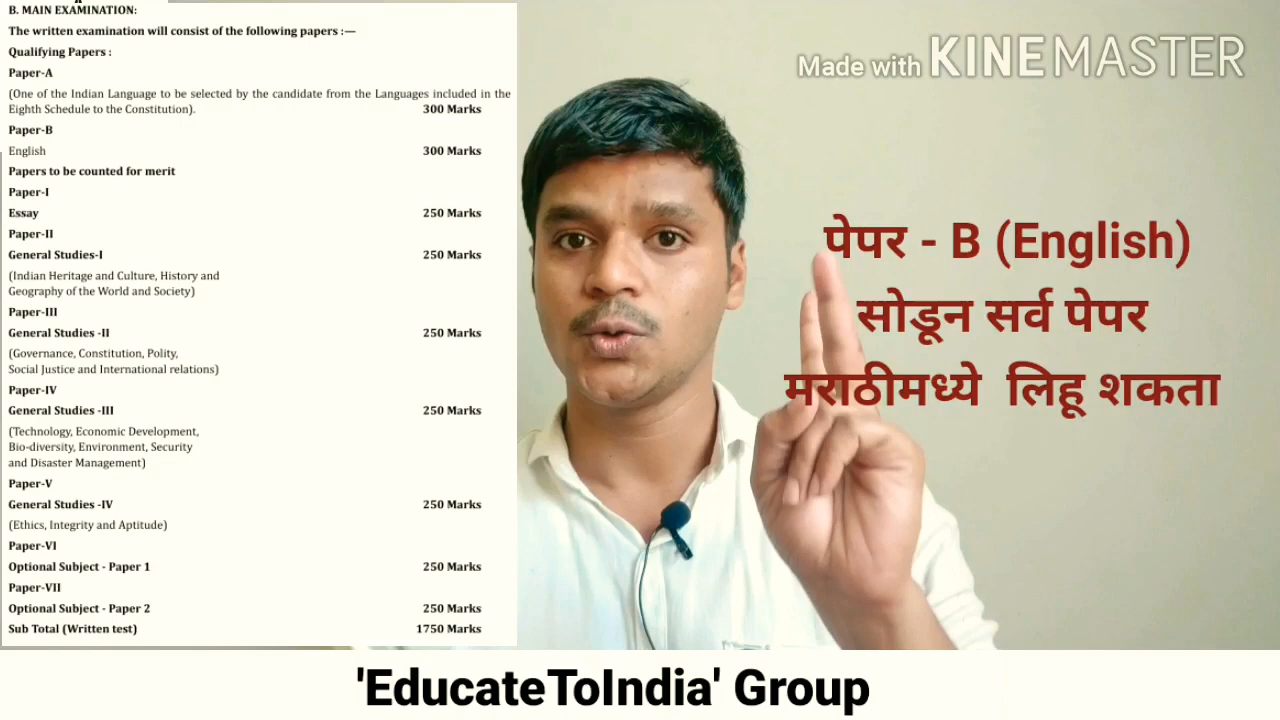 B. MAIN EXAMINATION:
The written examination will consist of the following papers :—
Qualifying Papers :
Paper-A
(One of the Indian Language to be selected by the candidate from the Languages included in the
Eighth Schedule to the Constitution). 300 Marks
Paper-B
English 300 Marks
Papers to be counted for merit
Paper-I
Essay 250 Marks
Paper-II
General Studies-I 250 Marks
(Indian Heritage and Culture, History and
Geography of the World and Society)
Paper-III
General Studies -II 250 Marks
(Governance, Constitution, Polity,
Social Justice and International relations)
Paper-IV
General Studies -III 250 Marks
(Technology, Economic Development,
Bio-diversity, Environment, Security
and Disaster Management)
Paper-V
General Studies -IV 250 Marks
(Ethics, Integrity and Aptitude)
Paper-VI
Optional Subject - Paper 1 250 Marks
Paper-VII
Optional Subject - Paper 2 250 Marks
Sub Total (Written test) 1750 Marks
Made with KINEMASTER
पेपर - B (English)
सोडून सर्व पेपर
मराठीमध्ये लिहू शकता
'EducateToIndia' Group